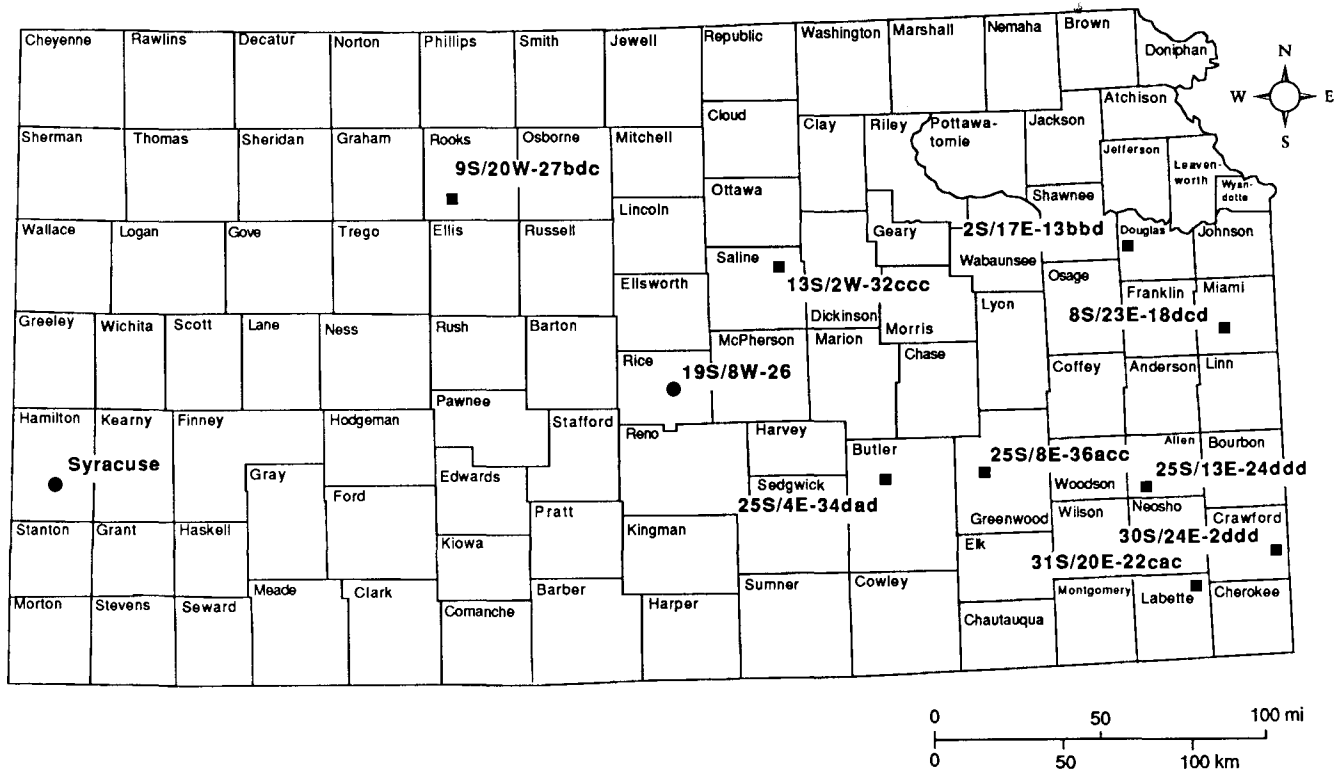 Cheyenne
Rawlins
Decatur
Norton
Phillips
Smith
Jewell
Republic
Washington
Marshall
Nemaha
Brown
Doniphan
N
W
E
S
Atchison
Sherman
Thomas
Sheridan
Graham
Rooks
Osborne
Mitchell
Cloud
Clay
Riley
Pottawa-
tomie
Jackson
Jefferson
Leaven-
worth
Wyan-
dotte
9S/20W-27bdc
Ottawa
Shawnee
Lincoln
Wallace
Logan
Gove
Trego
Ellis
Russell
Geary
2S/17E-13bbd
Douglas
Johnson
Saline
Wabaunsee
Osage
Ellsworth
13S/2W-32ccc
Lyon
Franklin
Miami
8S/23E-18dcd
Greeley
Wichita
Scott
Lane
Ness
Rush
Barton
Dickinson
Morris
McPherson
Marion
Chase
Rice
19S/8W-26
Coffey
Anderson
Linn
Pawnee
Hamilton
Kearny
Finney
Hodgeman
Stafford
Reno
Harvey
Butler
Allen
Bourbon
Syracuse
Gray
Edwards
25S/8E-36acc
25S/13E-24ddd
Sedgwick
Woodson
25S/4E-34dad
Ford
Pratt
Greenwood
Wilson
Neosho
Crawford
Stanton
Grant
Haskell
Kiowa
Kingman
Elk
30S/24E-2ddd
31S/20E-22cac
Meade
Clark
Barber
Sumner
Cowley
Montgomery
Labette
Cherokee
Morton
Stevens
Seward
Comanche
Harper
Chautauqua
0
50
100 mi
0
50
100 km